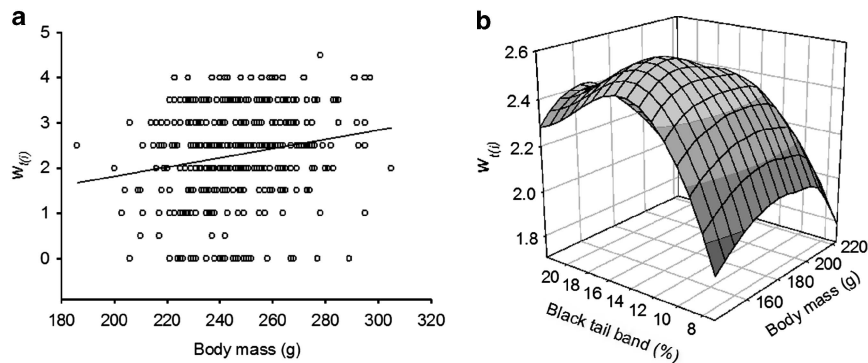 a
5
4
3
2
1
0
w t(i)
180 200 220 240 260 280 300 320
Body mass (g)
b
2.6
2.4
2.2
2.0
1.8
w t(i)
20 18 16 14 12 10 8
Black tail band (%)
160 180 200 220
Body mass (g)